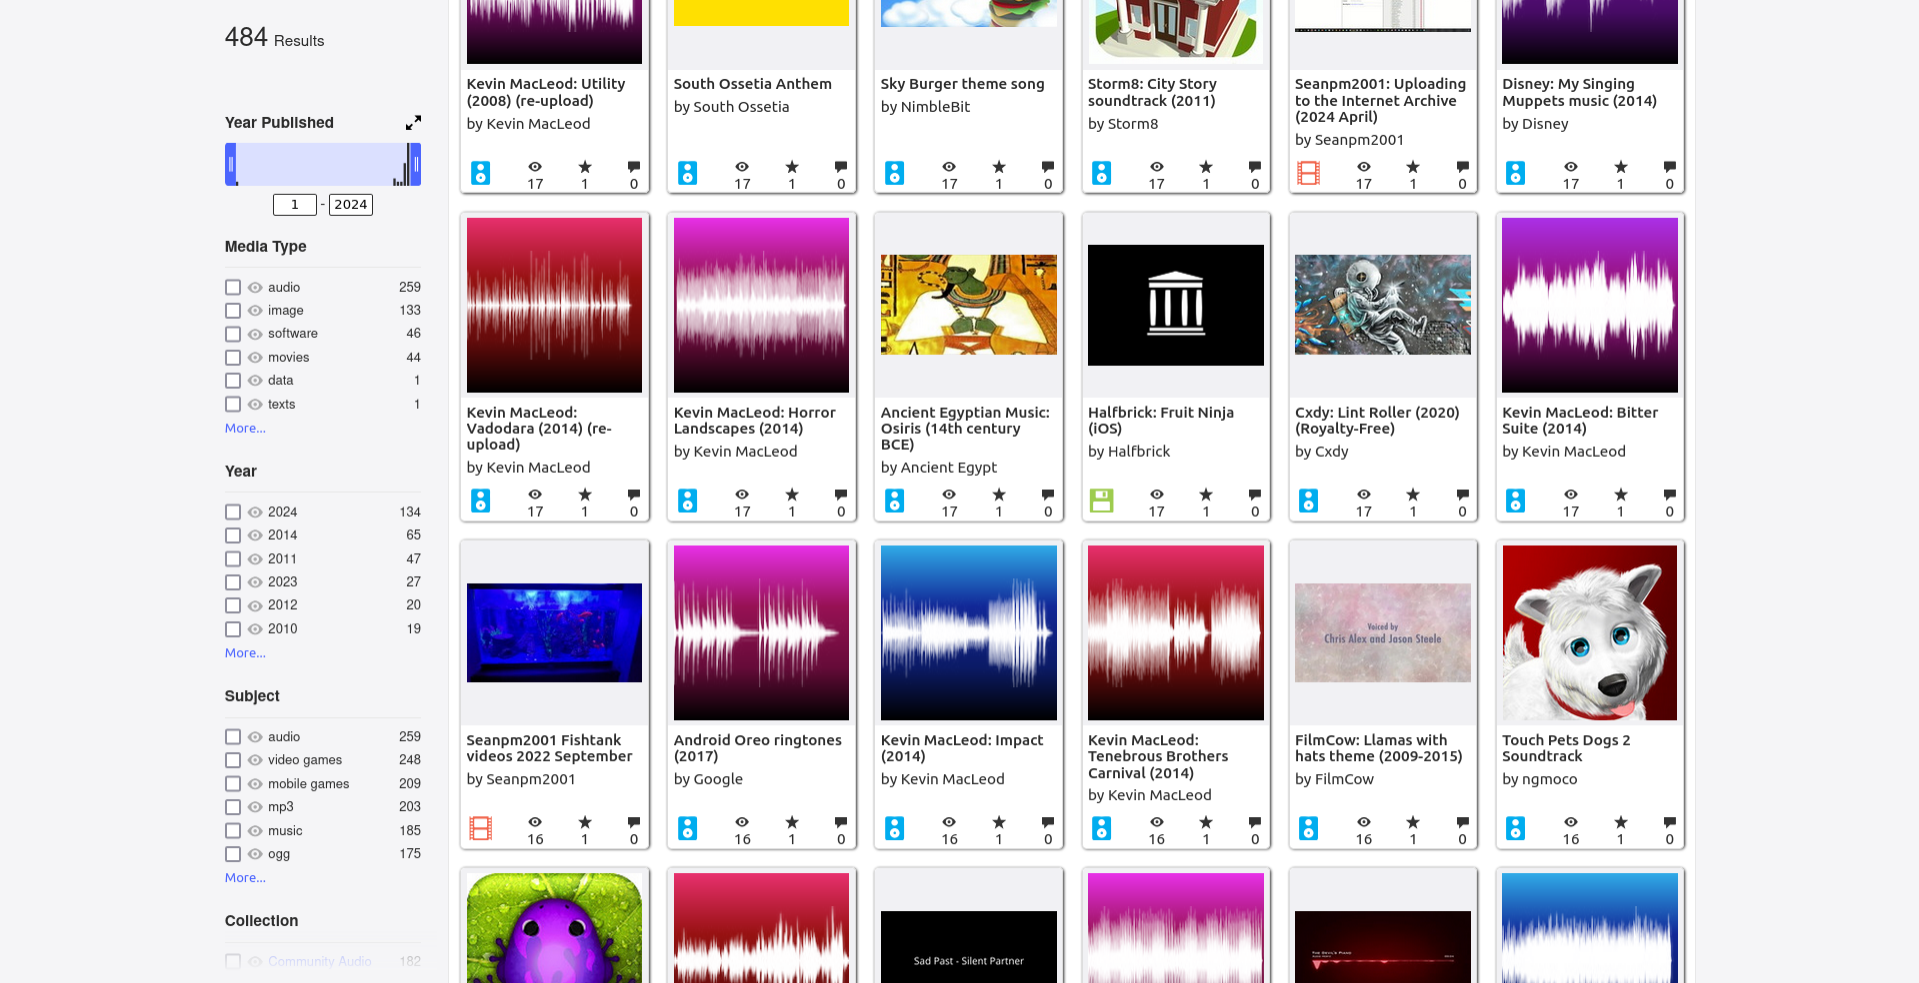 484 Results
Year Published
1 - 2024
Media Type
audio 259
image 133
software 46
movies 44
data 1
texts 1
More...
Year
2024 134
2014 65
2011 47
2023 27
2012 20
2010 19
More...
Subject
audio 259
video games 248
mobile games 209
mp3 203
music 185
ogg 175
More...
Collection
Community Audio 182
Kevin MacLeod: Utility
(2008) (re-upload)
by Kevin MacLeod
17 1 0
South Ossetia Anthem
by South Ossetia
17 1 0
Sky Burger theme song
by NimbleBit
17 1 0
Storm8: City Story
soundtrack (2011)
by Storm8
17 1 0
Seanpm2001: Uploading
to the Internet Archive
(2024 April)
by Seanpm2001
17 1 0
Disney: My Singing
Muppets music (2014)
by Disney
17 1 0
Kevin MacLeod:
Vadodara (2014) (re-
upload)
by Kevin MacLeod
17 1 0
Kevin MacLeod: Horror
Landscapes (2014)
by Kevin MacLeod
17 1 0
Ancient Egyptian Music:
Osiris (14th century
BCE)
by Ancient Egypt
17 1 0
Halfbrick: Fruit Ninja
(iOS)
by Halfbrick
17 1 0
Cxdy: Lint Roller (2020)
(Royalty-Free)
by Cxdy
17 1 0
Kevin MacLeod: Bitter
Suite (2014)
by Kevin MacLeod
17 1 0
Seanpm2001 Fishtank
videos 2022 September
by Seanpm2001
16 1 0
Android Oreo ringtones
(2017)
by Google
16 1 0
Kevin MacLeod: Impact
(2014)
by Kevin MacLeod
16 1 0
Kevin MacLeod:
Tenebrous Brothers
Carnival (2014)
by Kevin MacLeod
16 1 0
Voiced by
Chris Alex and Jason Steele
FilmCow: Llamas with
hats theme (2009-2015)
by FilmCow
16 1 0
Touch Pets Dogs 2
Soundtrack
by ngmoco
16 1 0
Sad Past - Silent Partner
The Devil's Piano